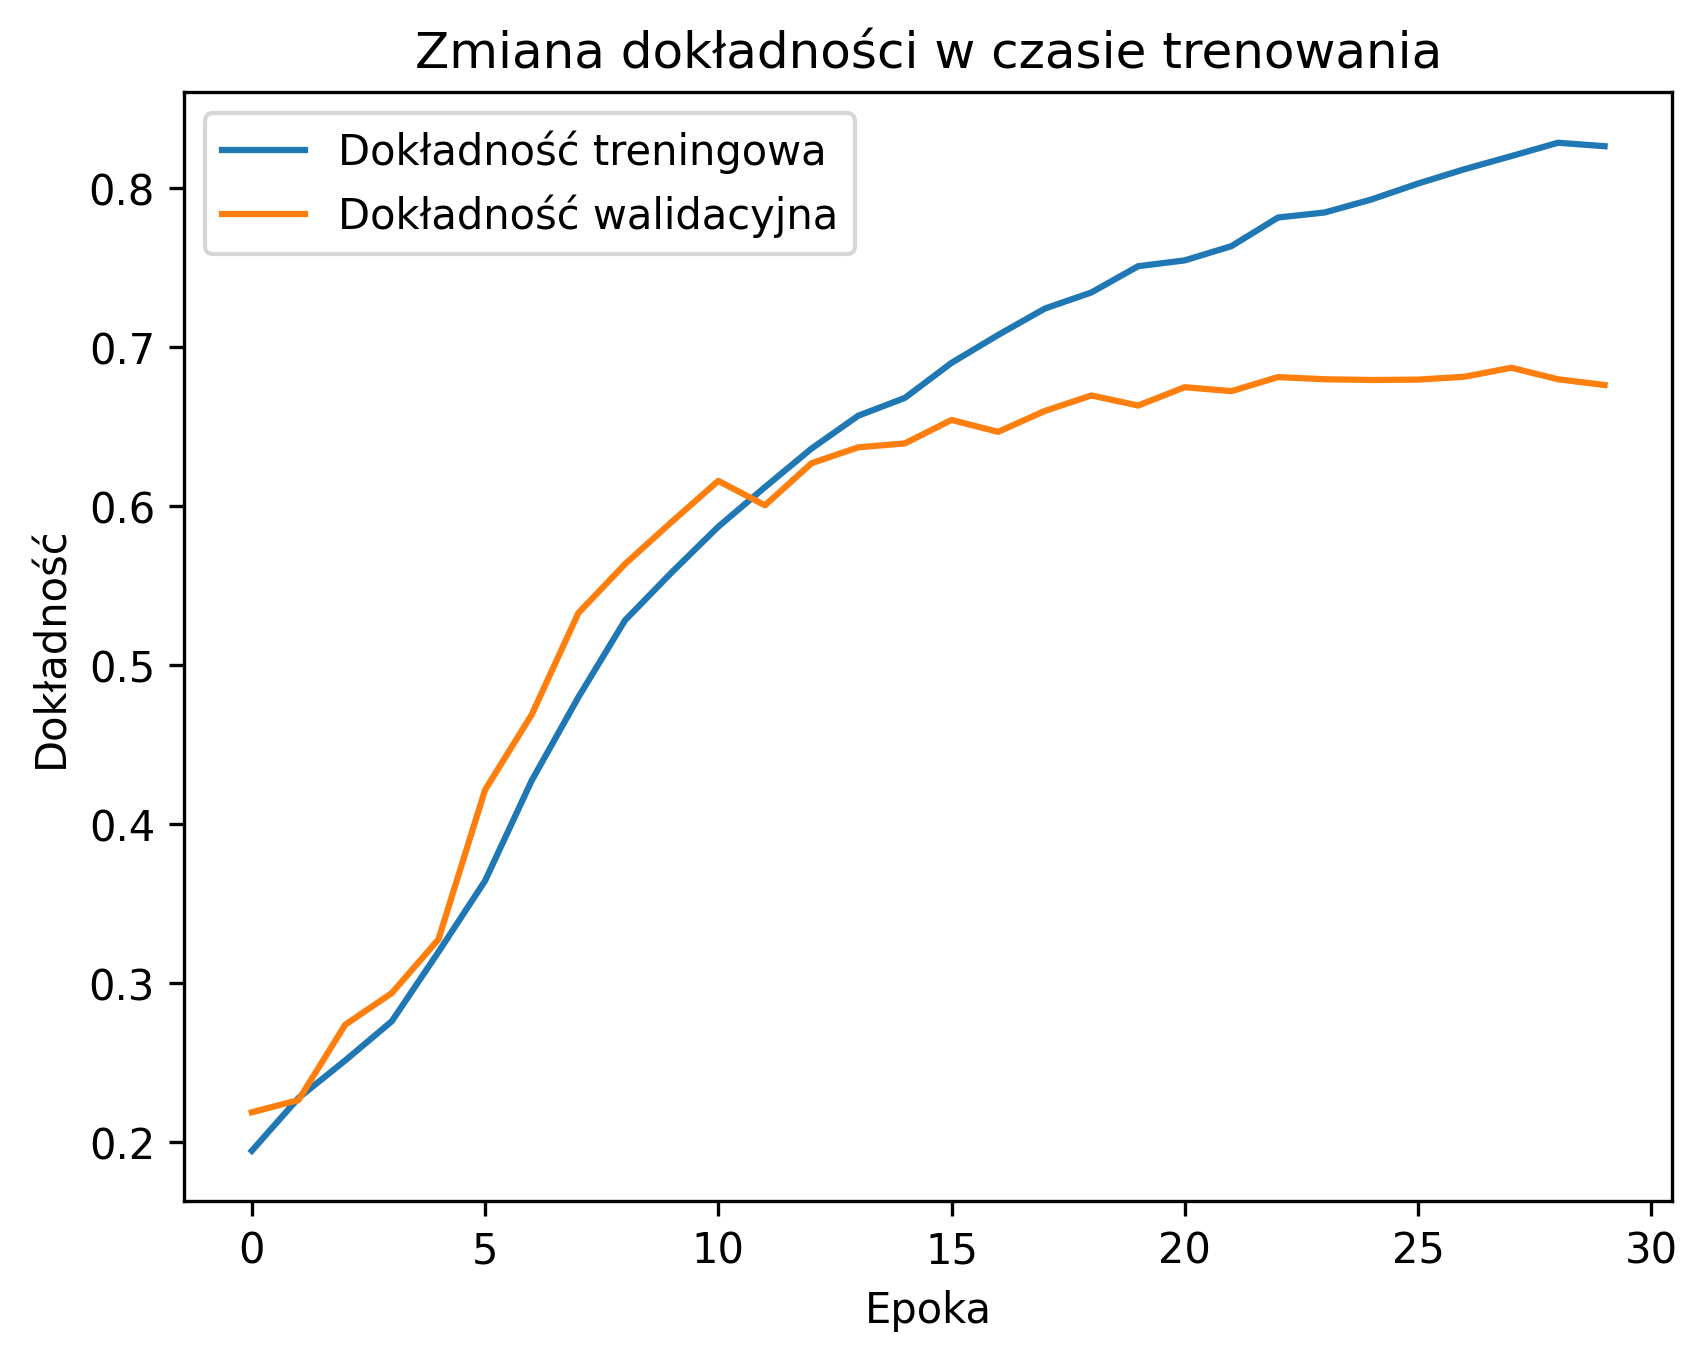 Zmiana dokładności w czasie trenowania
Dokładność treningowa
Dokładność walidacyjna
Dokładność
0.8
0.7
0.6
0.5
0.4
0.3
0.2
0 5 10 15 20 25 30
Epoka